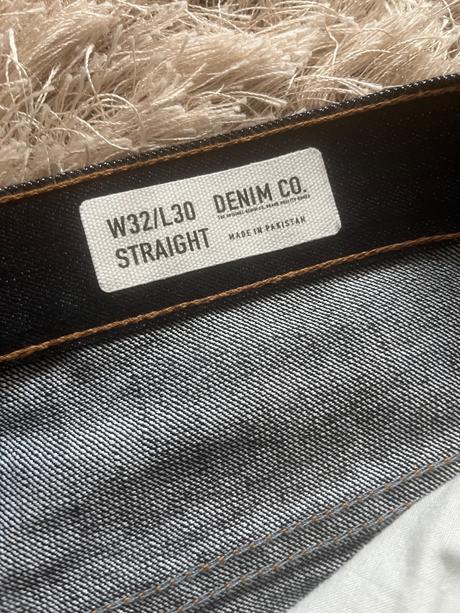 W32/L30
STRAIGHT
DENIM CO.
MADE IN PAKISTAN